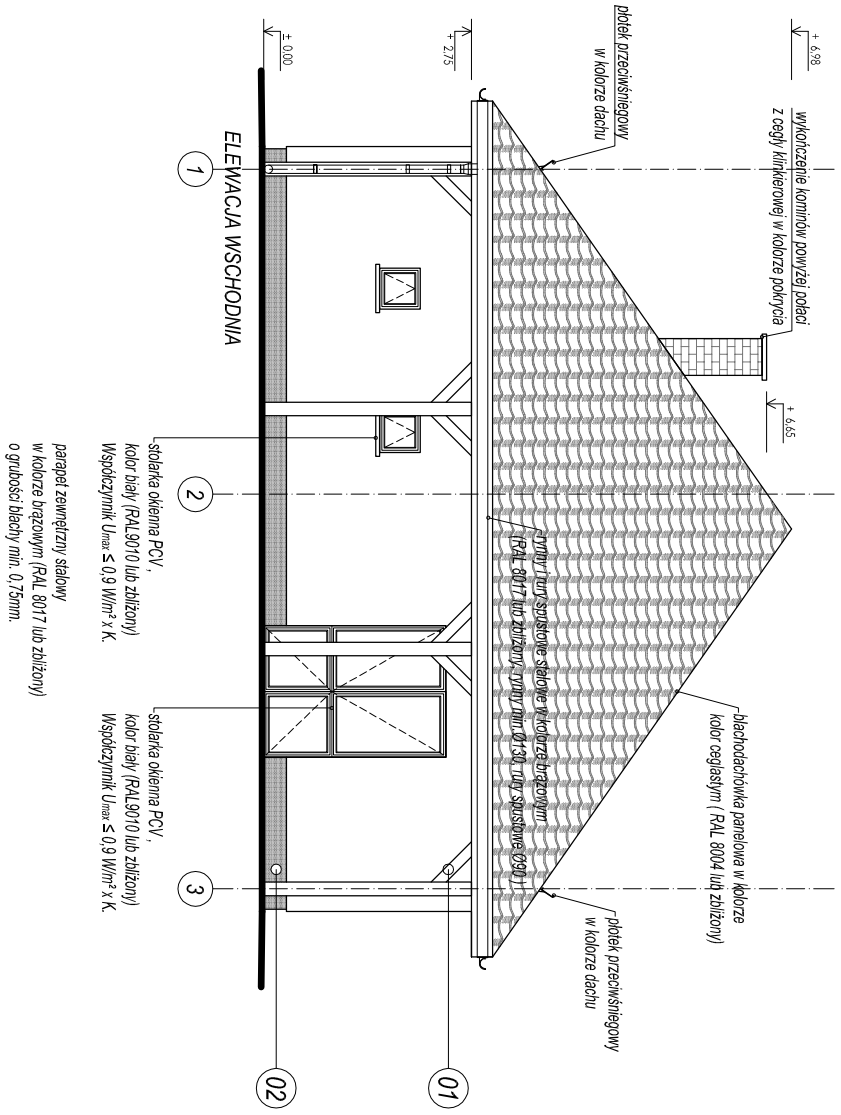 + 6.98
+ 2.75
± 0.00
+ 6.65
wykończenie kominów powyżej połaci
z cegły klinkierowej w kolorze pokrycia
płotek przeciwśniegowy
w kolorze dachu
blachodachówka panelowa w kolorze
kolor ceglastym ( RAL 8004 lub zbliżony)
płotek przeciwśniegowy
w kolorze dachu
rynny i rury spustowe stalowe w kolorze brązowym
(RAL 8017 lub zbliżony, rynny min.Ø130, rury spustowe Ø90 )
01
02
ELEWACJA WSCHODNIA
1
2
3
stolarka okienna PCV ,
kolor biały (RAL9010 lub zbliżony)
Współczynnik Umax ≤ 0,9 W/m² x K.
stolarka okienna PCV ,
kolor biały (RAL9010 lub zbliżony)
Współczynnik Umax ≤ 0,9 W/m² x K.
parapet zewnętrzny stalowy
w kolorze brązowym (RAL 8017 lub zbliżony)
o grubości blachy min. 0,75mm.